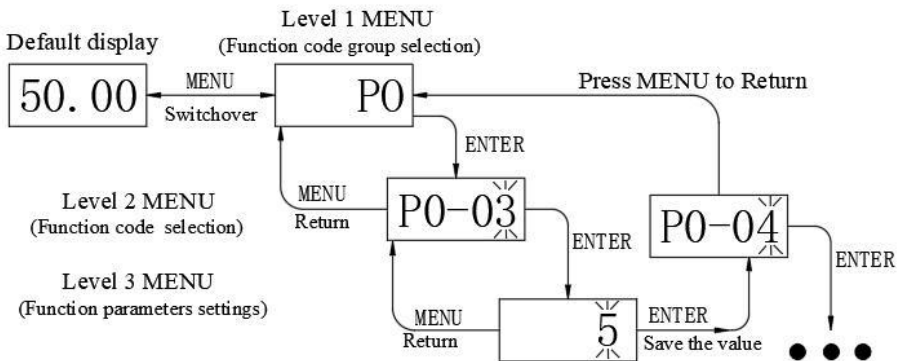 Level 1 MENU
(Function code group selection)
Default display
50.00
MENU
Switchover
P0
Press MENU to Return
ENTER
Level 2 MENU
(Function code selection)
MENU
Return
P0-03
ENTER
P0-04
ENTER
Level 3 MENU
(Function parameters settings)
MENU
Return
5
ENTER
Save the value